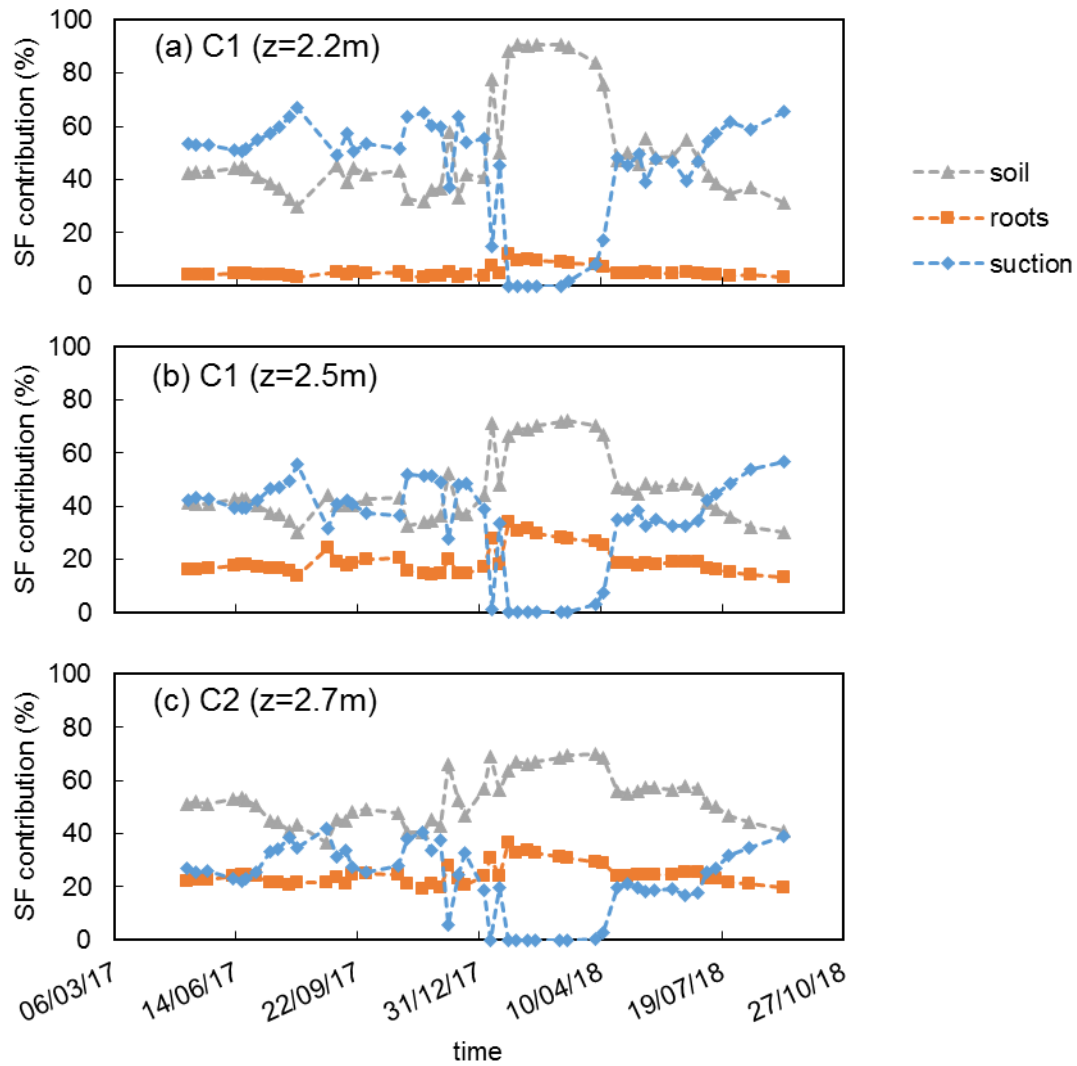 (a) C1 (z=2.2m)
SF contribution (%)
100
80
60
40
20
0
soil
roots
suction
(b) C1 (z=2.5m)
SF contribution (%)
100
80
60
40
20
0
(c) C2 (z=2.7m)
SF contribution (%)
100
80
60
40
20
0
06/03/17
14/06/17
22/09/17
31/12/17
10/04/18
19/07/18
27/10/18
time